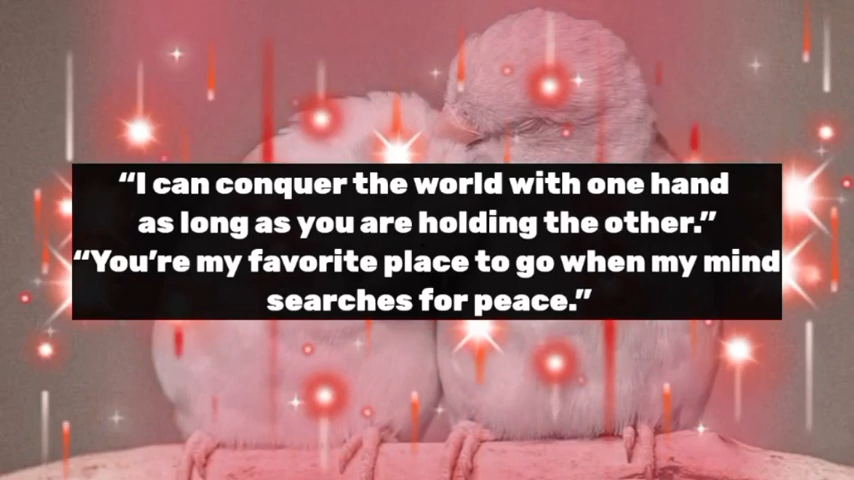 “I can conquer the world with one hand
as long as you are holding the other.”
“You’re my favorite place to go when my mind
searches for peace.”